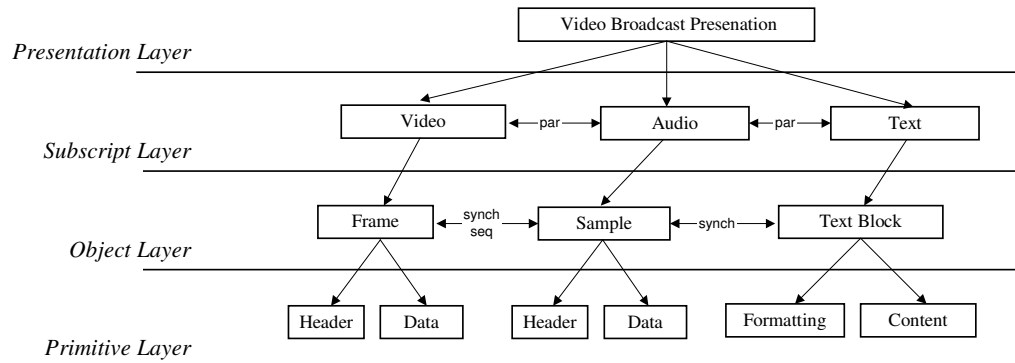 Video Broadcast Presenation
Presentation Layer
Video
par
Audio
par
Text
Subscript Layer
Frame
synch
seq
Sample
synch
Text Block
Object Layer
Header
Data
Header
Data
Formatting
Content
Primitive Layer